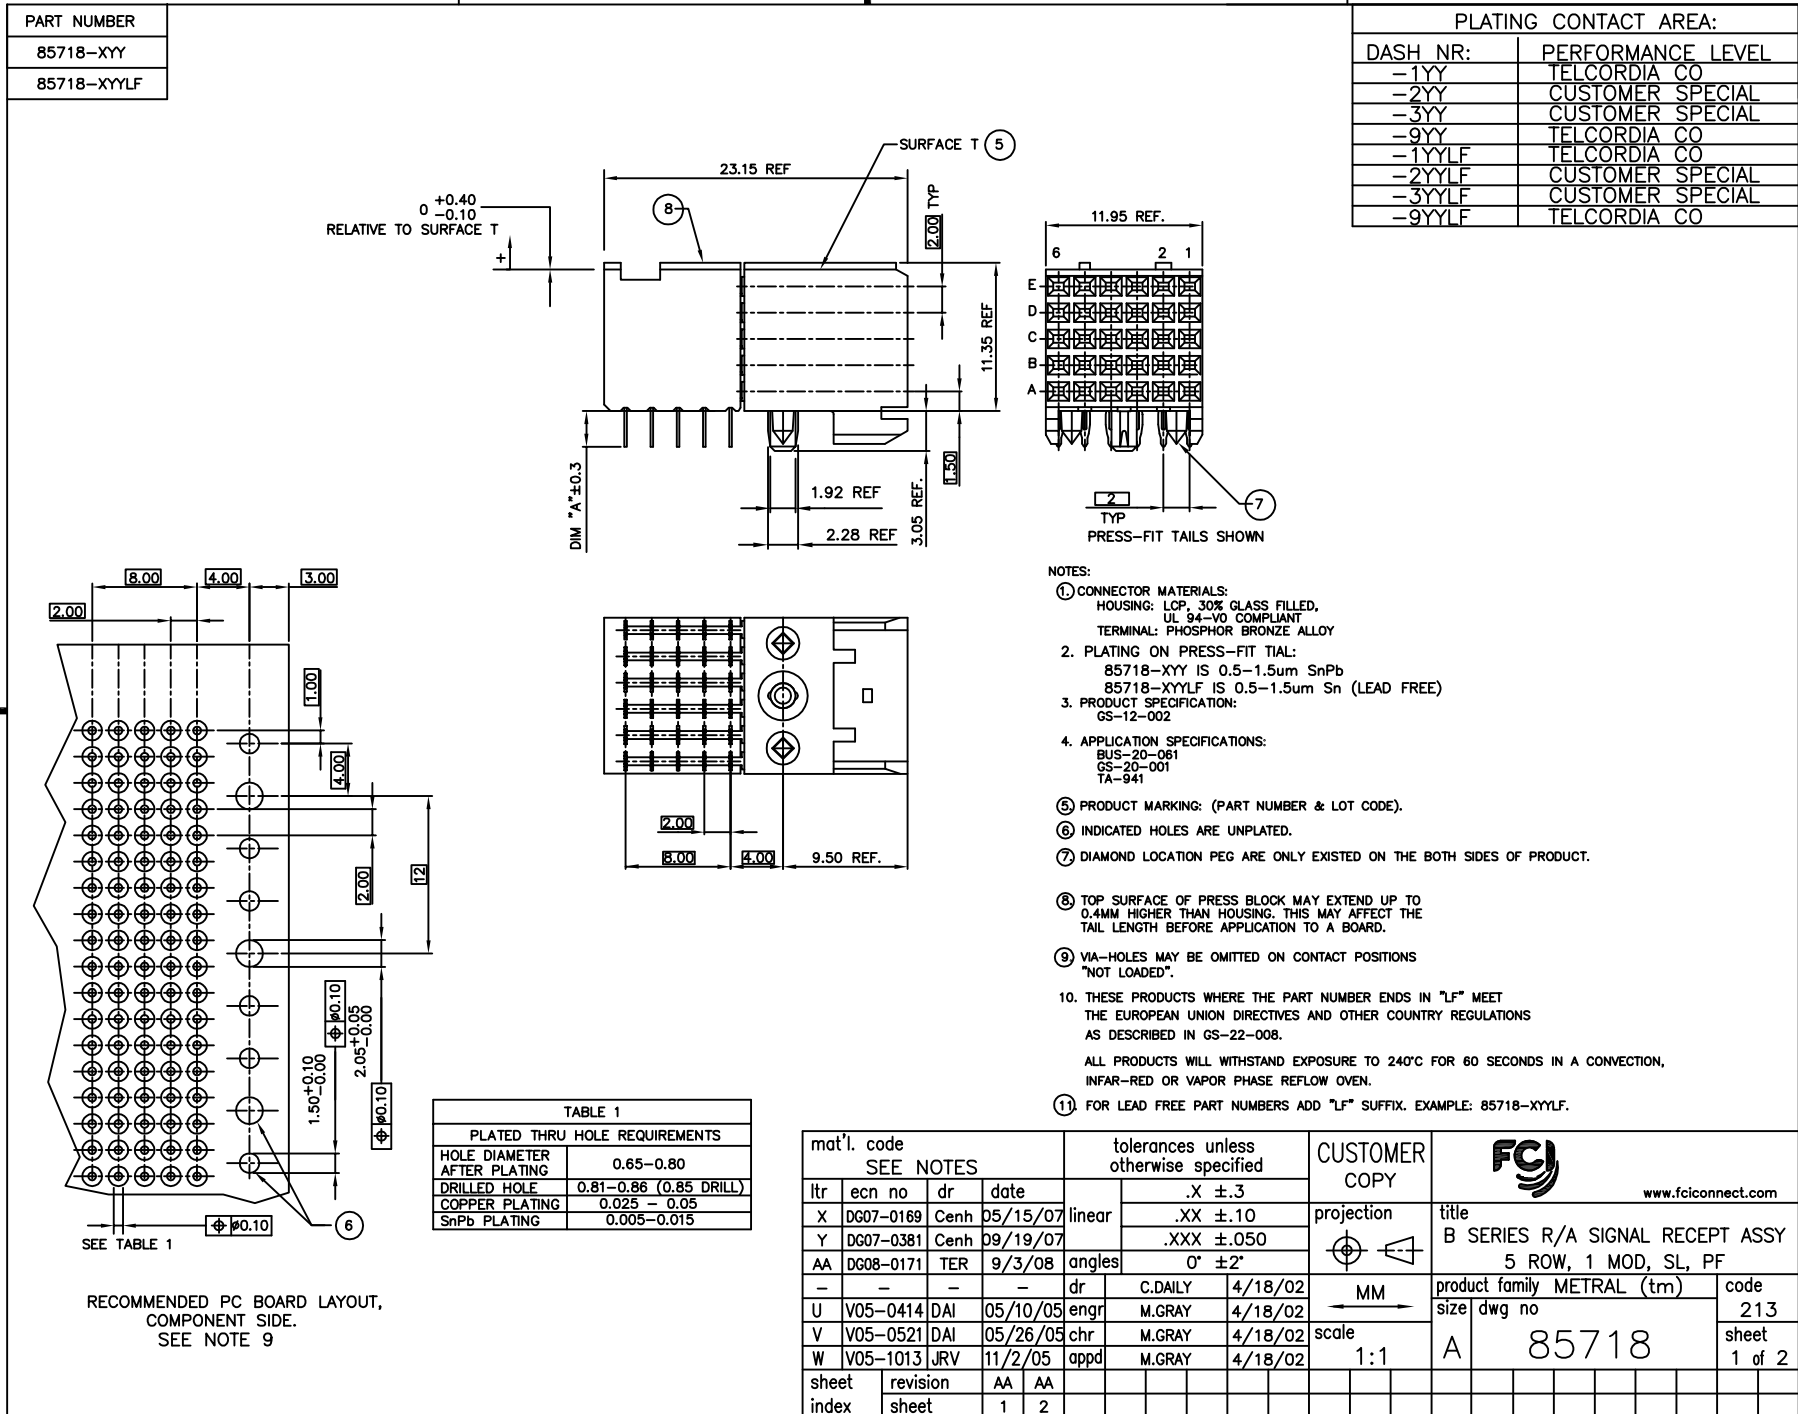 PART NUMBER
85718-XYY
85718-XYYLF
PLATING CONTACT AREA:
DASH NR: PERFORMANCE LEVEL
-1YY TELCORDIA CO
-2YY CUSTOMER SPECIAL
-3YY CUSTOMER SPECIAL
-9YY TELCORDIA CO
-1YYLF TELCORDIA CO
-2YYLF CUSTOMER SPECIAL
-3YYLF CUSTOMER SPECIAL
-9YYLF TELCORDIA CO
SURFACE T 5
23.15 REF
0 +0.40 -0.10
RELATIVE TO SURFACE T
+
8
2.00 TYP
11.35 REF
1.50
3.05 REF.
1.92 REF
2.28 REF
DIM "A"±0.3
11.95 REF.
6 2 1
E
D
C
B
A
2
TYP
7
PRESS-FIT TAILS SHOWN
8.00 4.00 3.00
2.00
1.00
4.00
2.00
12
⌖ ⌀0.10
1.50 +0.10 -0.00
2.05 +0.05 -0.00
⌖ ⌀0.10
⌖ ⌀0.10
6
SEE TABLE 1
RECOMMENDED PC BOARD LAYOUT,
COMPONENT SIDE.
SEE NOTE 9
2.00
8.00 4.00 9.50 REF.
NOTES:
1. CONNECTOR MATERIALS:
HOUSING: LCP, 30% GLASS FILLED,
UL 94-V0 COMPLIANT
TERMINAL: PHOSPHOR BRONZE ALLOY
2. PLATING ON PRESS-FIT TIAL:
85718-XYY IS 0.5-1.5um SnPb
85718-XYYLF IS 0.5-1.5um Sn (LEAD FREE)
3. PRODUCT SPECIFICATION:
GS-12-002
4. APPLICATION SPECIFICATIONS:
BUS-20-061
GS-20-001
TA-941
5. PRODUCT MARKING: (PART NUMBER & LOT CODE).
6. INDICATED HOLES ARE UNPLATED.
7. DIAMOND LOCATION PEG ARE ONLY EXISTED ON THE BOTH SIDES OF PRODUCT.
8. TOP SURFACE OF PRESS BLOCK MAY EXTEND UP TO
0.4MM HIGHER THAN HOUSING. THIS MAY AFFECT THE
TAIL LENGTH BEFORE APPLICATION TO A BOARD.
9. VIA-HOLES MAY BE OMITTED ON CONTACT POSITIONS
"NOT LOADED".
10. THESE PRODUCTS WHERE THE PART NUMBER ENDS IN "LF" MEET
THE EUROPEAN UNION DIRECTIVES AND OTHER COUNTRY REGULATIONS
AS DESCRIBED IN GS-22-008.
ALL PRODUCTS WILL WITHSTAND EXPOSURE TO 240°C FOR 60 SECONDS IN A CONVECTION,
INFAR-RED OR VAPOR PHASE REFLOW OVEN.
11. FOR LEAD FREE PART NUMBERS ADD "LF" SUFFIX. EXAMPLE: 85718-XYYLF.
TABLE 1
PLATED THRU HOLE REQUIREMENTS
HOLE DIAMETER AFTER PLATING 0.65-0.80
DRILLED HOLE 0.81-0.86 (0.85 DRILL)
COPPER PLATING 0.025 - 0.05
SnPb PLATING 0.005-0.015
mat'l. code
SEE NOTES
tolerances unless
otherwise specified
CUSTOMER
COPY
FCJ
www.fciconnect.com
ltr ecn no dr date
X DG07-0169 Cenh 05/15/07
Y DG07-0381 Cenh 09/19/07
AA DG08-0171 TER 9/3/08
- - - -
U V05-0414 DAI 05/10/05
V V05-0521 DAI 05/26/05
W V05-1013 JRV 11/2/05
linear .X ±.3
.XX ±.10
.XXX ±.050
angles 0° ±2°
dr C.DAILY 4/18/02
engr M.GRAY 4/18/02
chr M.GRAY 4/18/02
appd M.GRAY 4/18/02
projection
MM
scale
1:1
title
B SERIES R/A SIGNAL RECEPT ASSY
5 ROW, 1 MOD, SL, PF
product family METRAL (tm)
code
213
size dwg no
A 85718
sheet
1 of 2
sheet index
revision AA AA
sheet 1 2